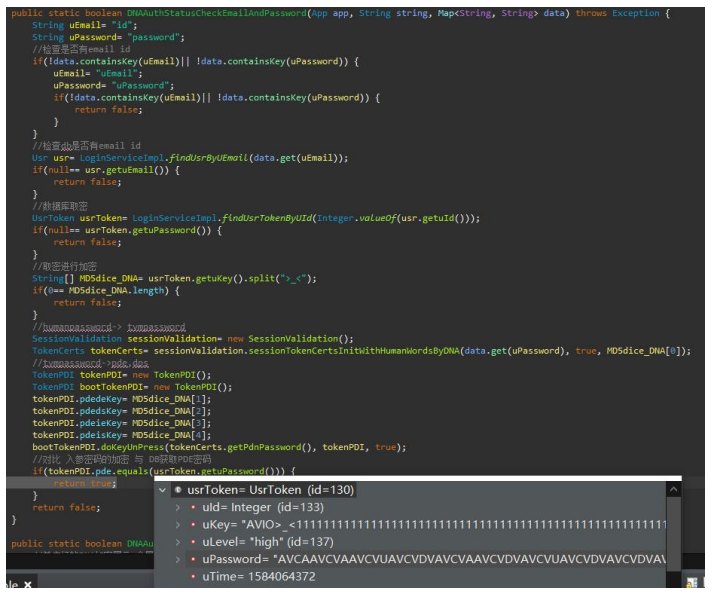 public static boolean DNAAuthStatusCheckEmailAndPassword(App app, String string, Map<String, String> data) throws Exception {
String uEmail= "id";
String uPassword= "password";
//检查是否有email id
if(!data.containsKey(uEmail)|| !data.containsKey(uPassword)) {
uEmail= "uEmail";
uPassword= "uPassword";
if(!data.containsKey(uEmail)|| !data.containsKey(uPassword)) {
return false;
}
}
//检查db是否有email id
Usr usr= LoginServiceImpl.findUsrByUEmail(data.get(uEmail));
if(null== usr.getuEmail()) {
return false;
}
//数据库取密
UsrToken usrToken= LoginServiceImpl.findUsrTokenByUId(Integer.valueOf(usr.getuId()));
if(null== usrToken.getuPassword()) {
return false;
}
//取密进行加密
String[] MD5dice_DNA= usrToken.getuKey().split(">_<");
if(0== MD5dice_DNA.length) {
return false;
}
//humanpassword-> tympassword
SessionValidation sessionValidation= new SessionValidation();
TokenCerts tokenCerts= sessionValidation.sessionTokenCertsInitWithHumanWordsByDNA(data.get(uPassword), true, MD5dice_DNA[0]);
//tympassword->pde,dps
TokenPDI tokenPDI= new TokenPDI();
TokenPDI bootTokenPDI= new TokenPDI();
tokenPDI.pdedeKey= MD5dice_DNA[1];
tokenPDI.pdedsKey= MD5dice_DNA[2];
tokenPDI.pdeieKey= MD5dice_DNA[3];
tokenPDI.pdeisKey= MD5dice_DNA[4];
bootTokenPDI.doKeyUnPress(tokenCerts.getPdnPassword(), tokenPDI, true);
//对比 入参密码的加密 与 DB获取PDE密码
if(tokenPDI.pde.equals(usrToken.getuPassword())) {
return true;
}
return false;
}
usrToken= UsrToken (id=130)
uId= Integer (id=133)
uKey= "AVIO>_<1111111111111111111111111111111111111111111111111
uLevel= "high" (id=137)
uPassword= "AVCAAVCVAAVCVUAVCVDVAVCVAAVCVDVAVCVUAVCVDVAVCVDVAV
uTime= 1584064372
public static boolean DNAAu